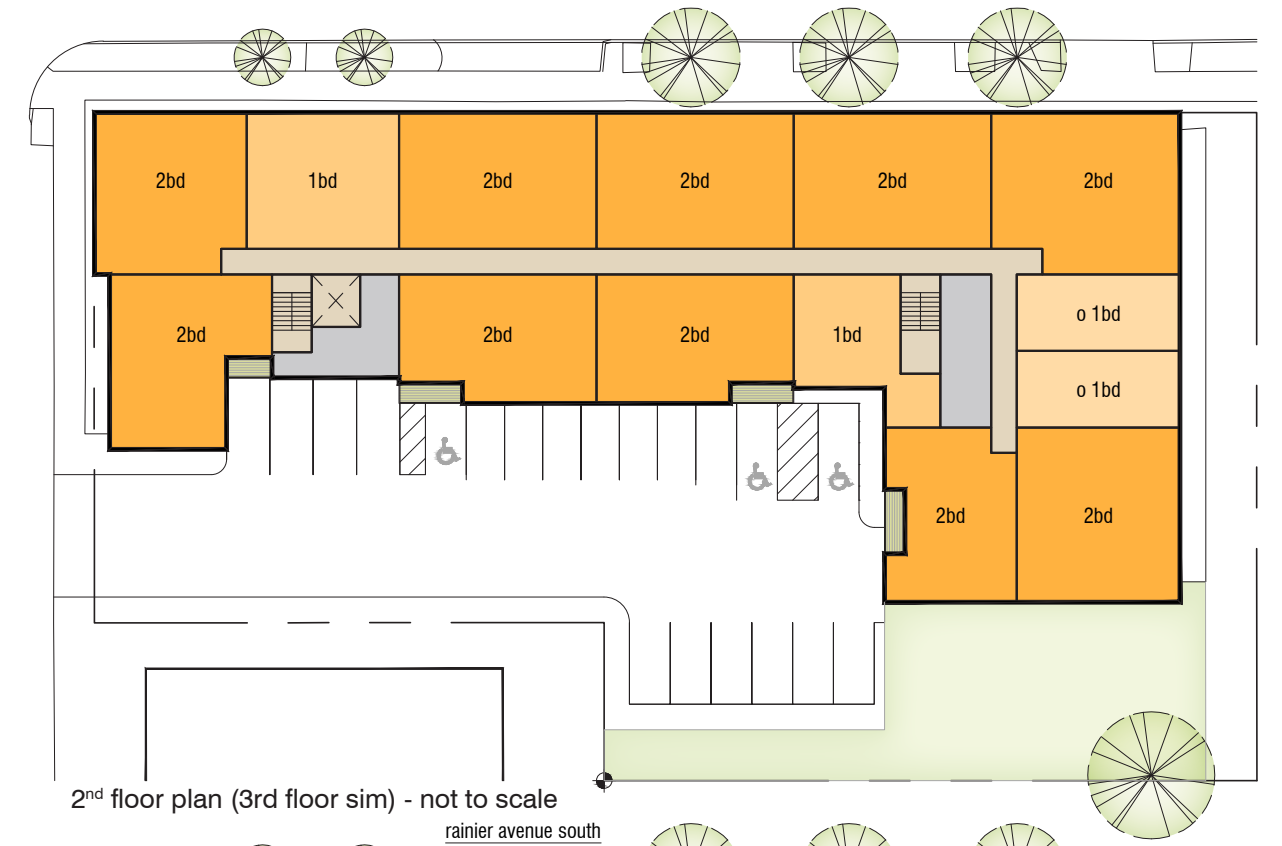 2bd
1bd
2bd
2bd
2bd
2bd
2bd
2bd
2bd
1bd
o 1bd
o 1bd
2bd
2bd
2nd floor plan (3rd floor sim) - not to scale
rainier avenue south